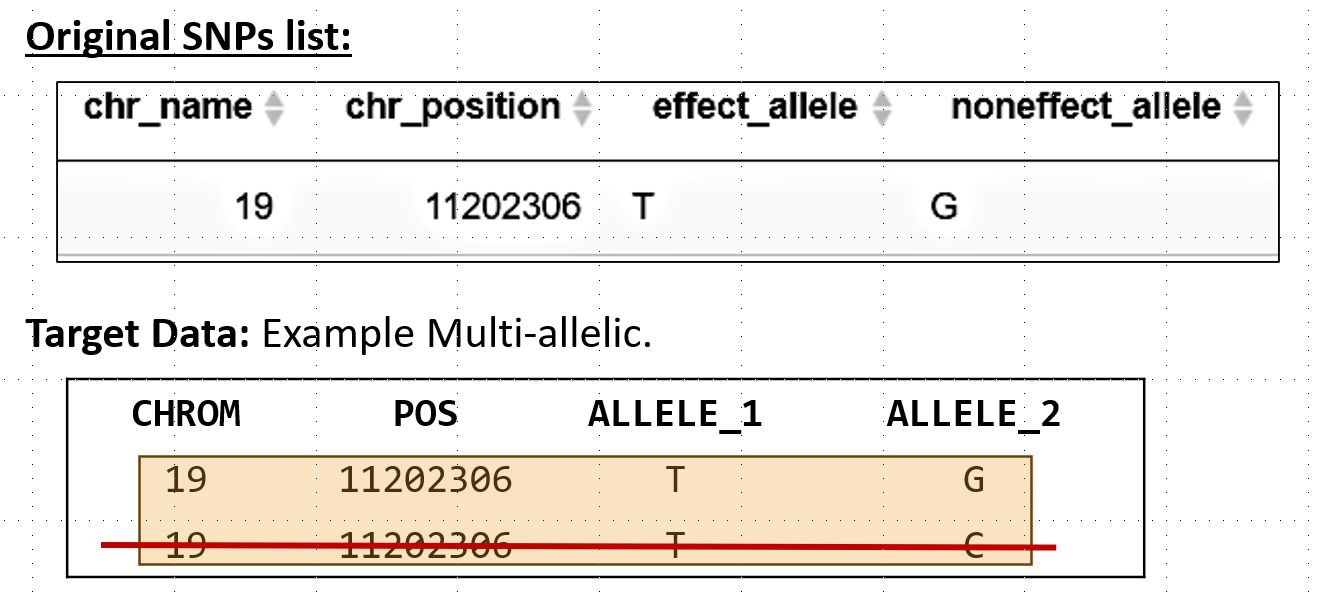 Original SNPs list:
chr_name chr_position effect_allele noneffect_allele
19 11202306 T G
Target Data: Example Multi-allelic.
CHROM POS ALLELE_1 ALLELE_2
19 11202306 T G
19 11202306 T C